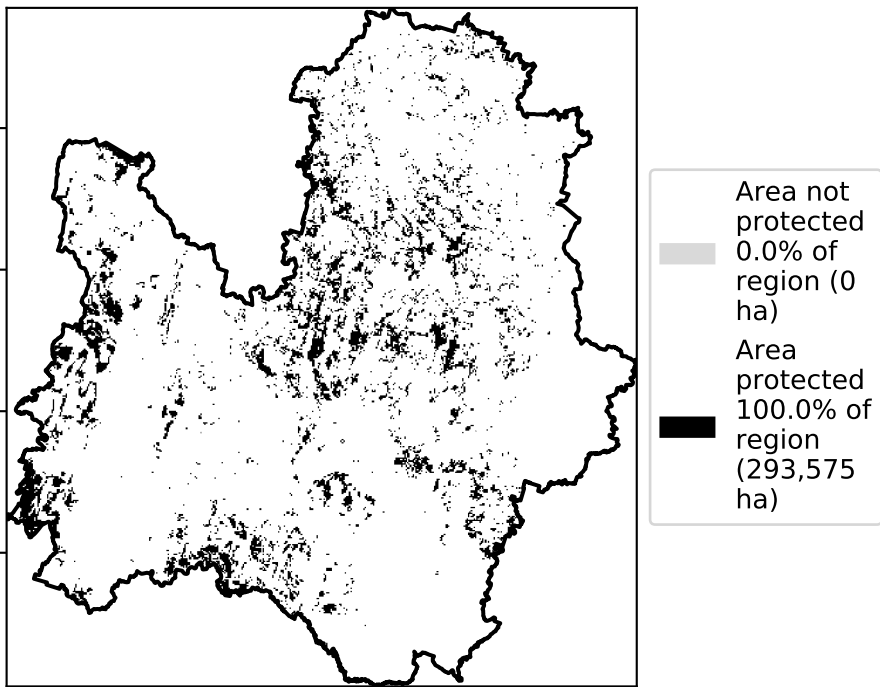 Area not
protected
0.0% of
region (0
ha)
Area
protected
100.0% of
region
(293,575
ha)